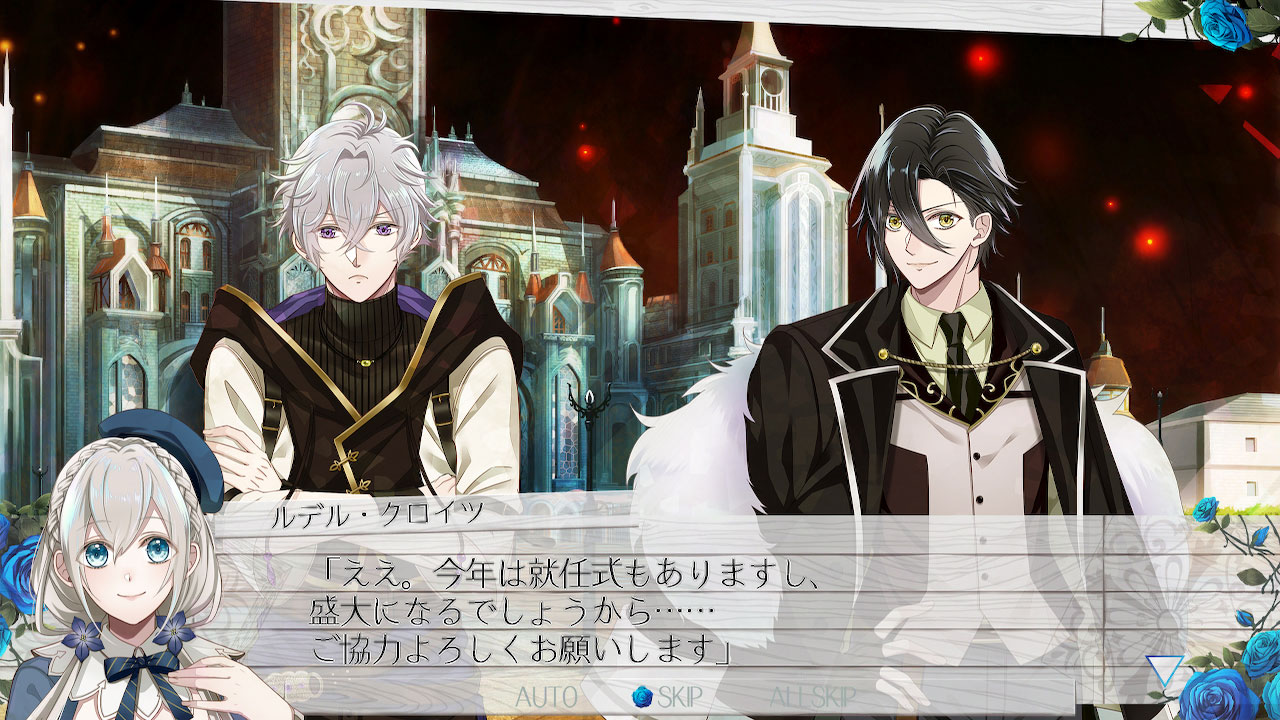 ルデル・クロイツ
「ええ。今年は就任式もありますし、
盛大になるでしょうから……
ご協力よろしくお願いします」
AUTO SKIP ALLSKIP